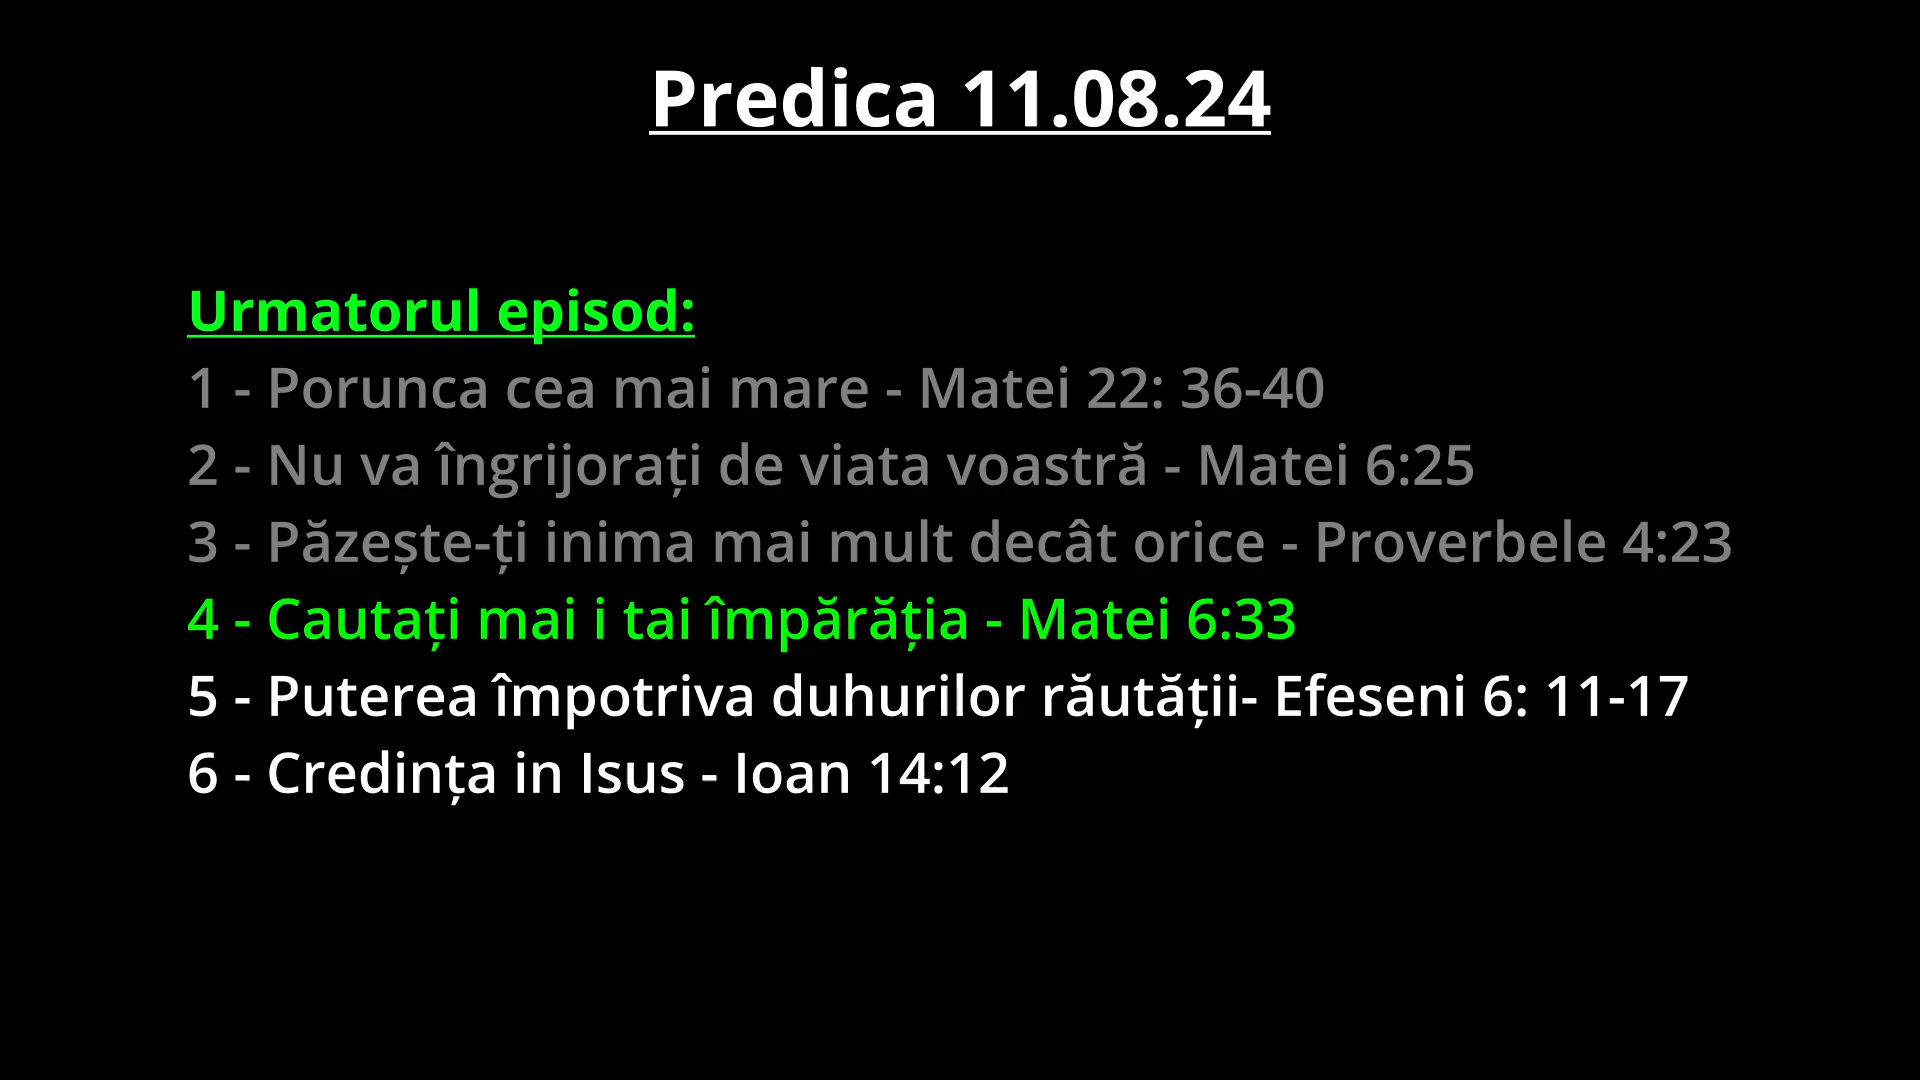 Predica 11.08.24
Urmatorul episod:
1 - Porunca cea mai mare - Matei 22: 36-40
2 - Nu va îngrijorați de viata voastră - Matei 6:25
3 - Păzește-ți inima mai mult decât orice - Proverbele 4:23
4 - Cautați mai i tai împărăția - Matei 6:33
5 - Puterea împotriva duhurilor răutății- Efeseni 6: 11-17
6 - Credința in Isus - Ioan 14:12